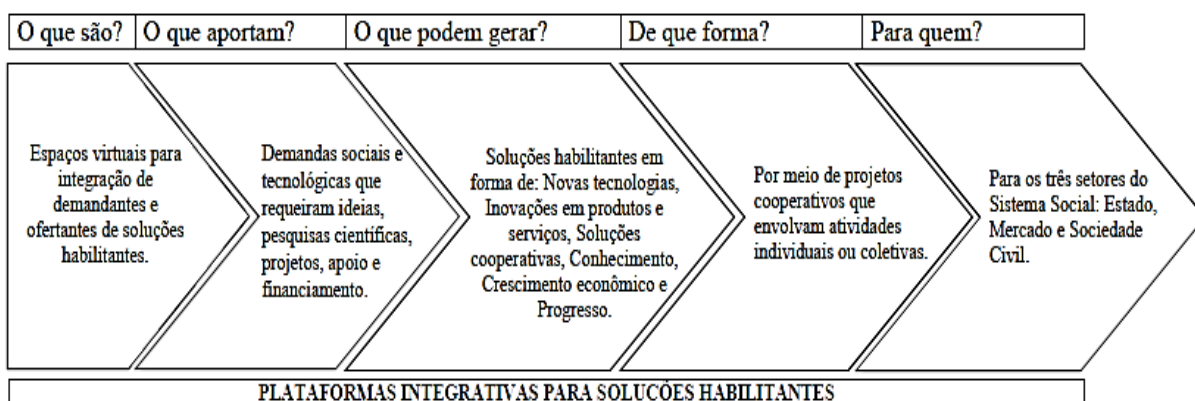 O que são?
O que aportam?
O que podem gerar?
De que forma?
Para quem?
Espaços virtuais para
integração de
demandantes e
ofertantes de soluções
habilitantes.
Demandas sociais e
tecnológicas que
requeiram ideias,
pesquisas científicas,
projetos, apoio e
financiamento.
Soluções habilitantes em
forma de: Novas tecnologias,
Inovações em produtos e
serviços, Soluções
cooperativas, Conhecimento,
Crescimento econômico e
Progresso.
Por meio de projetos
cooperativos que
envolvam atividades
individuais ou coletivas.
Para os três setores do
Sistema Social: Estado,
Mercado e Sociedade
Civil.
PLATAFORMAS INTEGRATIVAS PARA SOLUCÕES HABILITANTES